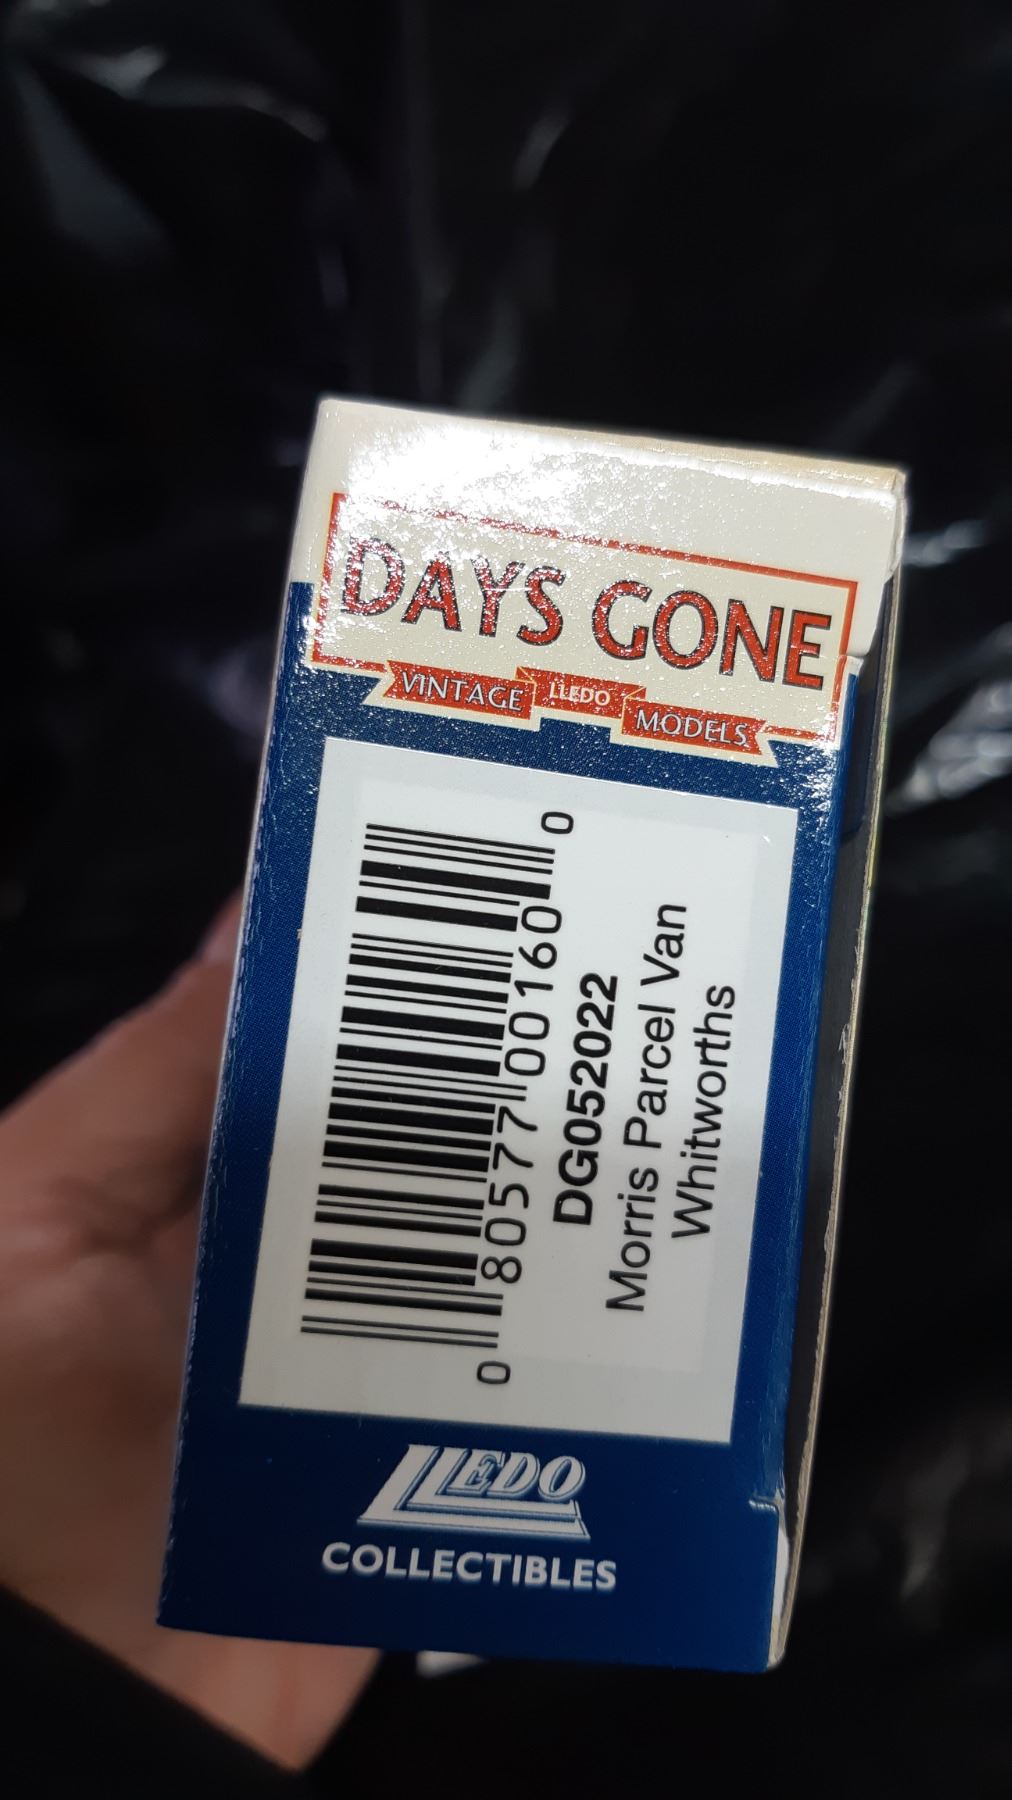 DAYS GONE
VINTAGE LLEDO MODELS
0 80577 00160 0
DG052022
Morris Parcel Van
Whitworths
LLEDO
COLLECTIBLES